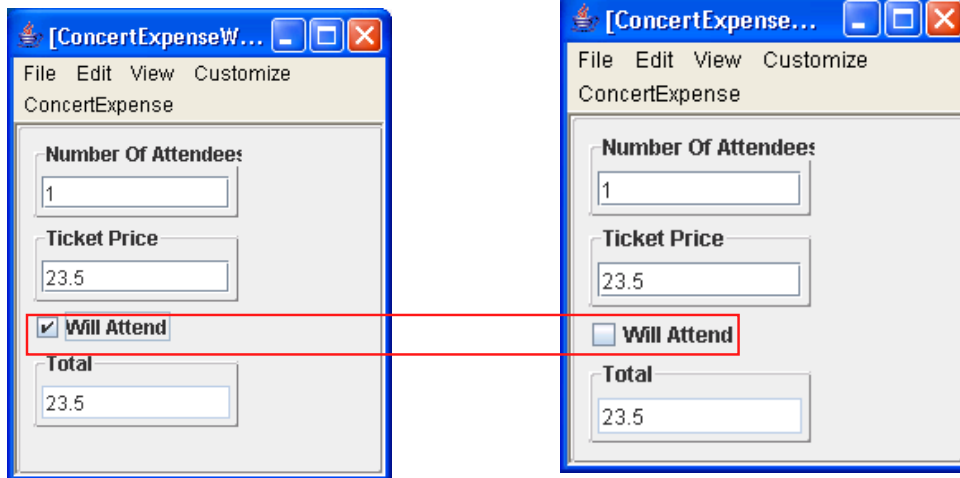 [ConcertExpenseW...
File Edit View Customize
ConcertExpense
Number Of Attendees
1
Ticket Price
23.5
Will Attend
Total
23.5
[ConcertExpense...
File Edit View Customize
ConcertExpense
Number Of Attendees
1
Ticket Price
23.5
Will Attend
Total
23.5